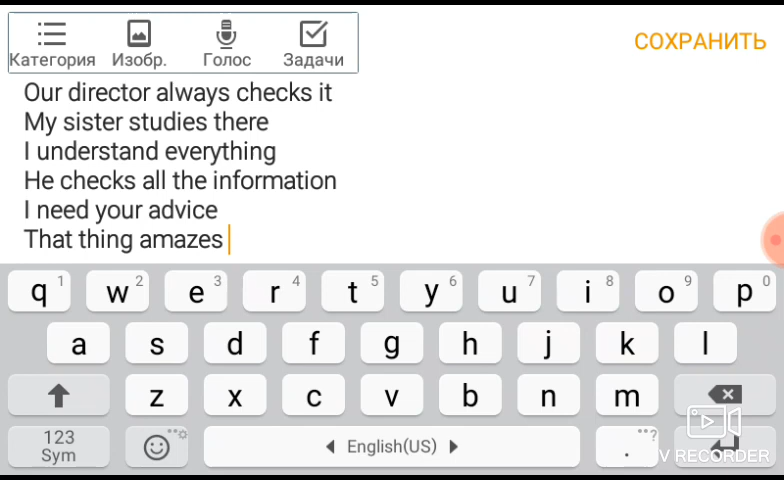 Категория Изобр. Голос Задачи
СОХРАНИТЬ
Our director always checks it
My sister studies there
I understand everything
He checks all the information
I need your advice
That thing amazes
q 1 w 2 e 3 r 4 t 5 y 6 u 7 i 8 o 9 p 0
a s d f g h j k l
z x c v b n m
123
Sym
English(US)
. ?
V RECORDER